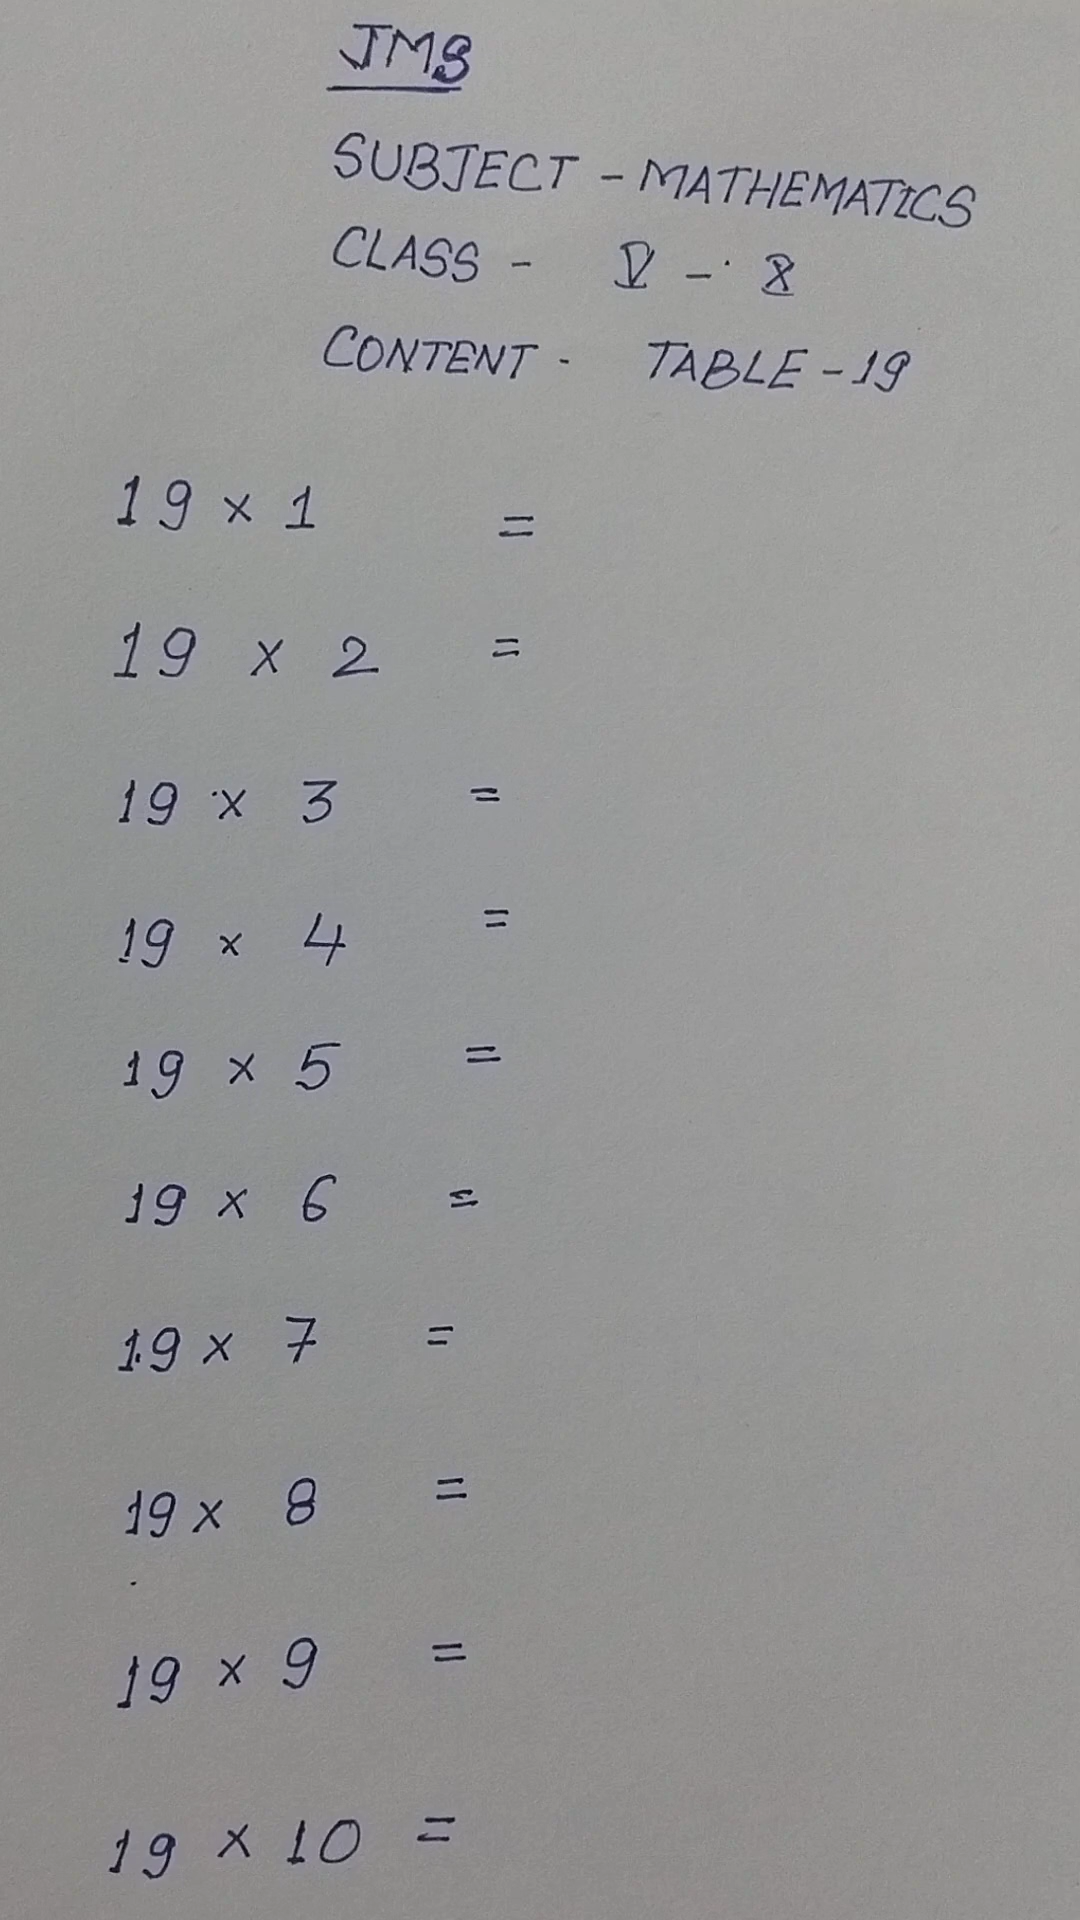 JMS
SUBJECT - MATHEMATICS
CLASS - V - X
CONTENT - TABLE - 19
19 × 1 =
19 × 2 =
19 × 3 =
19 × 4 =
19 × 5 =
19 × 6 =
19 × 7 =
19 × 8 =
19 × 9 =
19 × 10 =